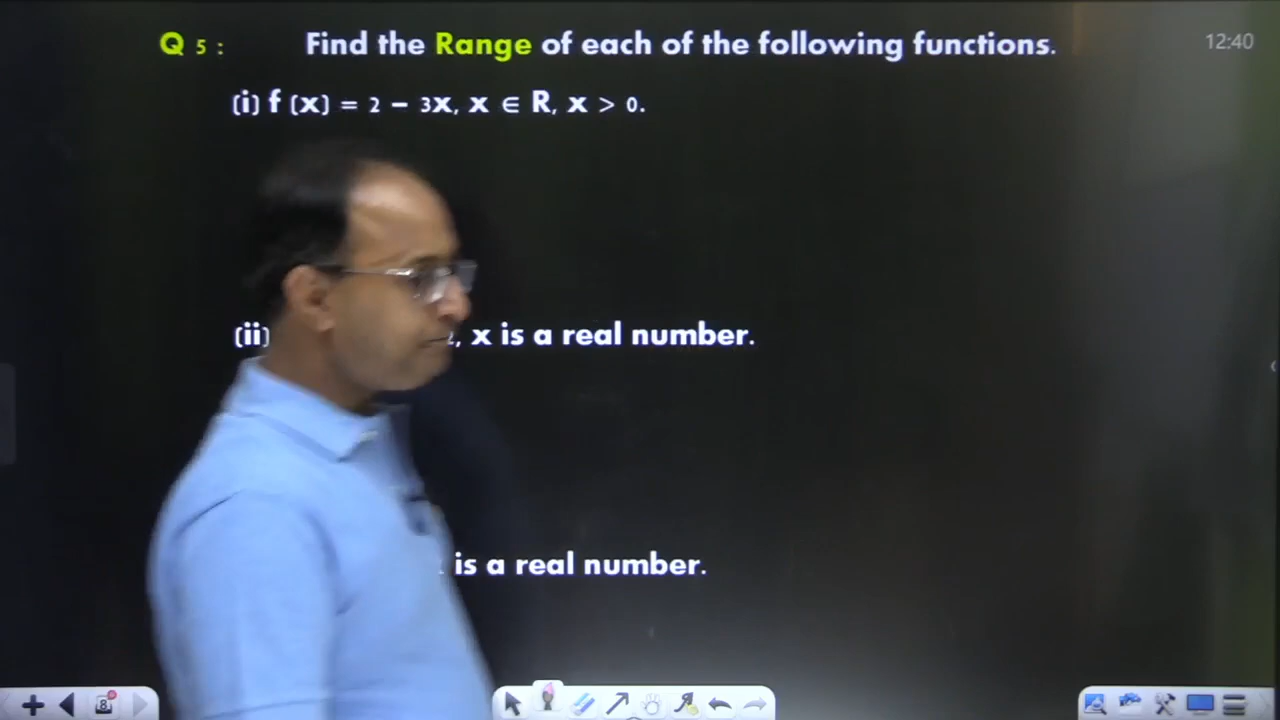 Q 5 : Find the Range of each of the following functions.
12:40
(i) f (x) = 2 – 3x, x ∈ R, x > 0.
(ii) , x is a real number.
is a real number.
8